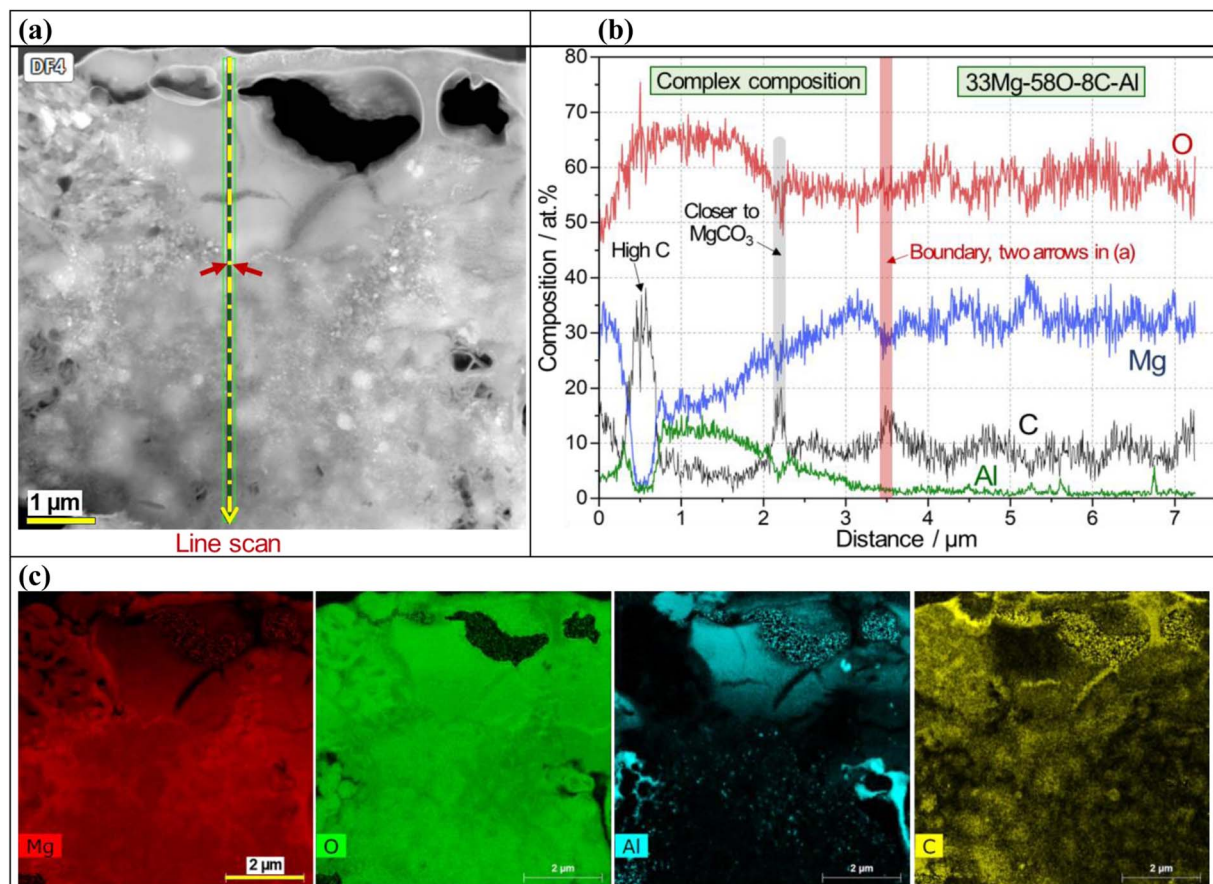 (a)
(b)
DF4
1 µm
Line scan
80
70
60
50
40
30
20
10
0
Composition / at.%
Complex composition
33Mg-58O-8C-Al
O
Closer to
MgCO3
High C
Boundary, two arrows in (a)
Mg
C
Al
0 1 2 3 4 5 6 7
Distance / µm
(c)
Mg
2 µm
O
2 µm
Al
2 µm
C
2 µm